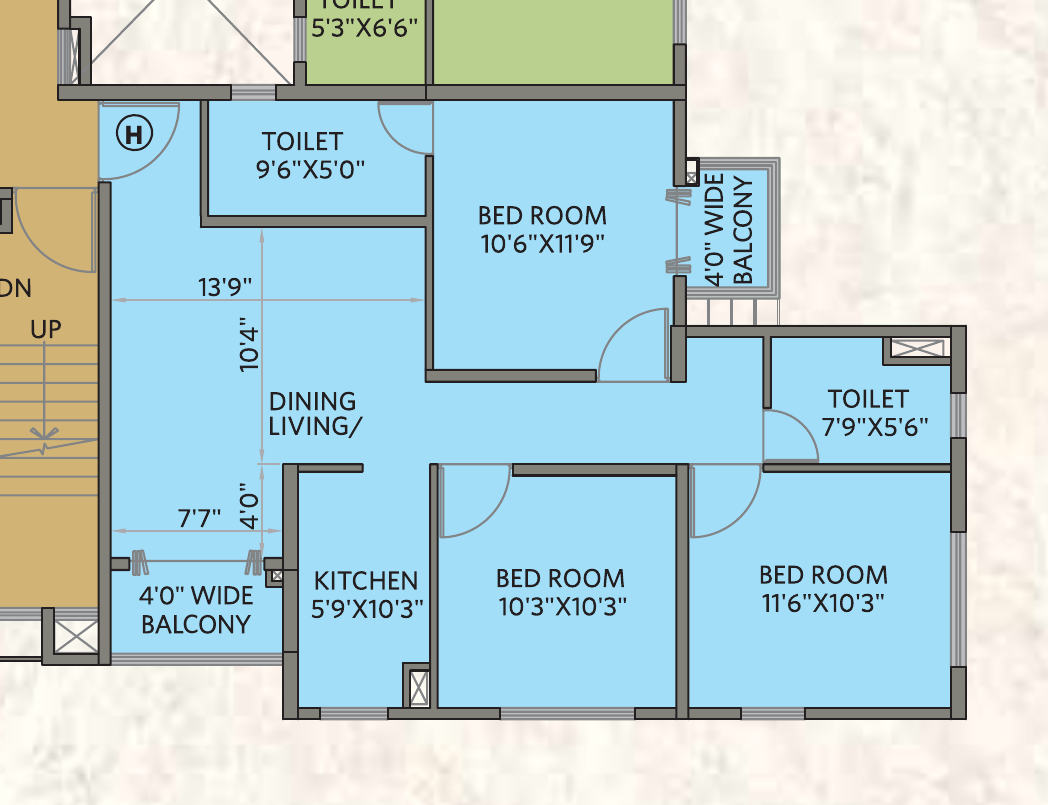 TOILET
5'3"X6'6"
H
TOILET
9'6"X5'0"
BED ROOM
10'6"X11'9"
4'0" WIDE
BALCONY
DN
UP
13'9"
10'4"
DINING
LIVING/
TOILET
7'9"X5'6"
7'7"
4'0"
4'0" WIDE
BALCONY
KITCHEN
5'9'X10'3"
BED ROOM
10'3"X10'3"
BED ROOM
11'6"X10'3"